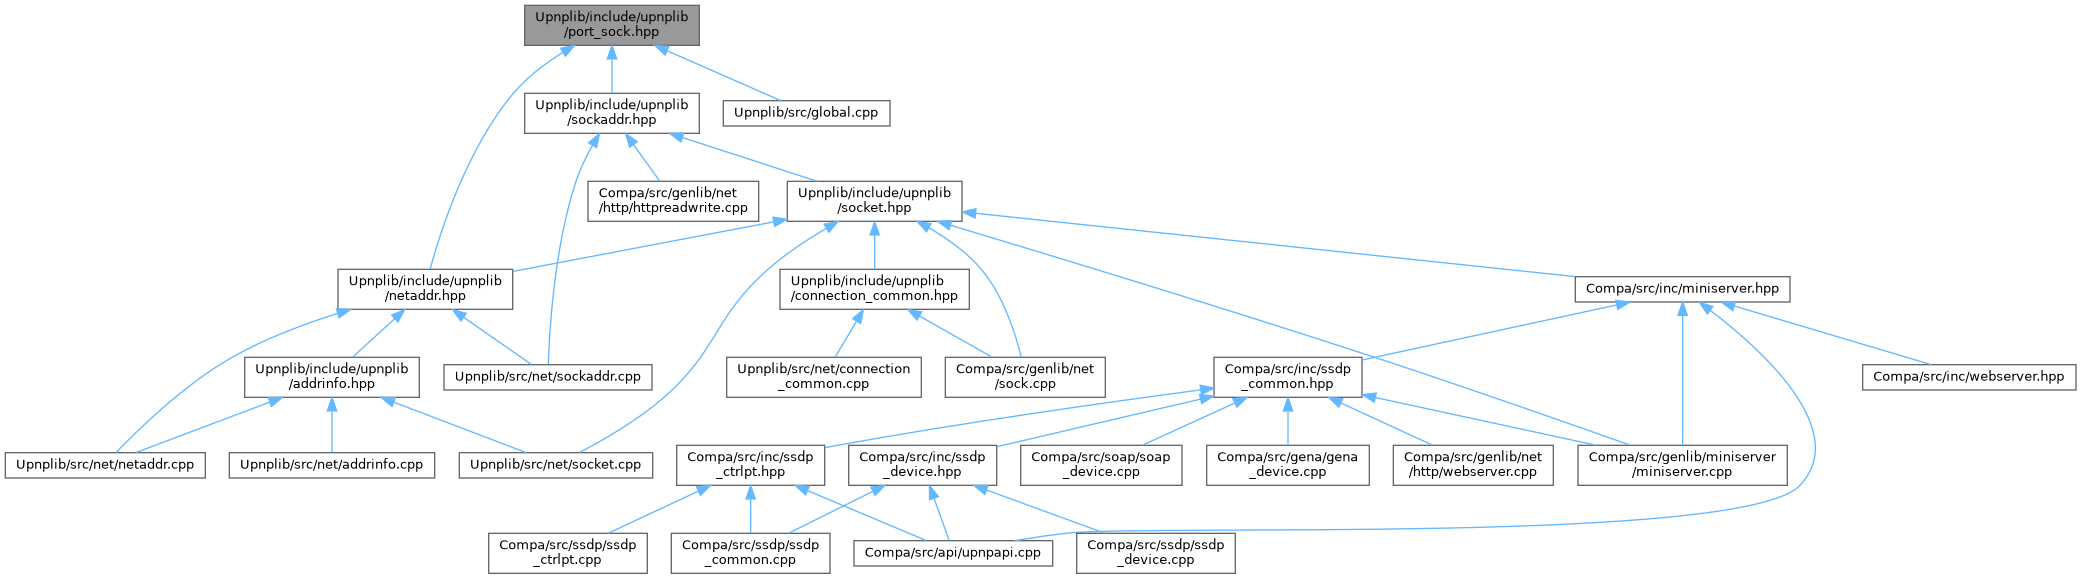 Upnplib/include/upnplib
/port_sock.hpp
Upnplib/include/upnplib
/sockaddr.hpp
Upnplib/src/global.cpp
Compa/src/genlib/net
/http/httpreadwrite.cpp
Upnplib/include/upnplib
/socket.hpp
Upnplib/include/upnplib
/netaddr.hpp
Upnplib/include/upnplib
/connection_common.hpp
Compa/src/inc/miniserver.hpp
Upnplib/include/upnplib
/addrinfo.hpp
Upnplib/src/net/sockaddr.cpp
Upnplib/src/net/connection
_common.cpp
Compa/src/genlib/net
/sock.cpp
Compa/src/inc/ssdp
_common.hpp
Compa/src/inc/webserver.hpp
Upnplib/src/net/netaddr.cpp
Upnplib/src/net/addrinfo.cpp
Upnplib/src/net/socket.cpp
Compa/src/inc/ssdp
_ctrlpt.hpp
Compa/src/inc/ssdp
_device.hpp
Compa/src/soap/soap
_device.cpp
Compa/src/gena/gena
_device.cpp
Compa/src/genlib/net
/http/webserver.cpp
Compa/src/genlib/miniserver
/miniserver.cpp
Compa/src/ssdp/ssdp
_ctrlpt.cpp
Compa/src/ssdp/ssdp
_common.cpp
Compa/src/api/upnpapi.cpp
Compa/src/ssdp/ssdp
_device.cpp